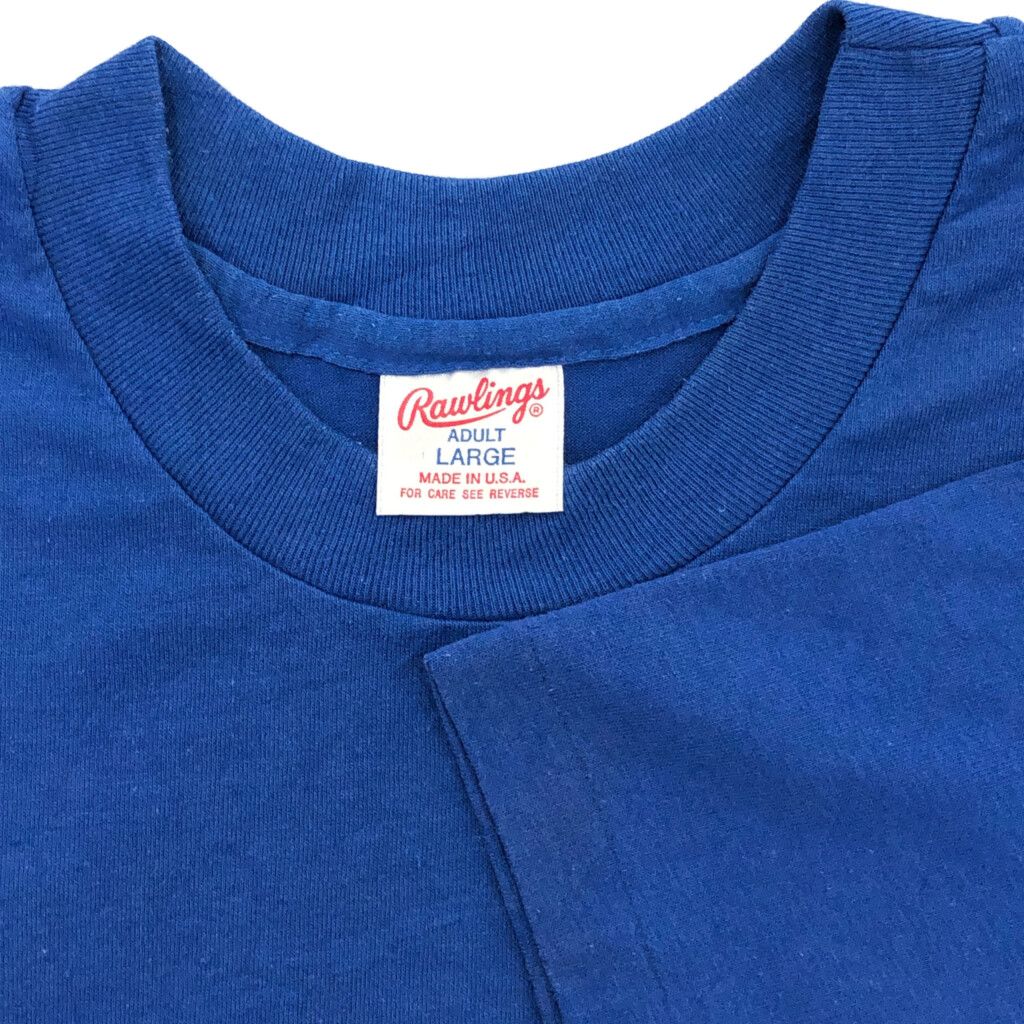 Rawlings®
ADULT
LARGE
MADE IN U.S.A.
FOR CARE SEE REVERSE